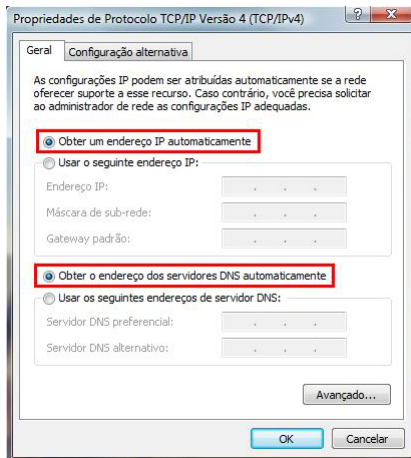 Propriedades de Protocolo TCP/IP Versão 4 (TCP/IPv4)
Geral
Configuração alternativa
As configurações IP podem ser atribuídas automaticamente se a rede
oferecer suporte a esse recurso. Caso contrário, você precisa solicitar
ao administrador de rede as configurações IP adequadas.
Obter um endereço IP automaticamente
Usar o seguinte endereço IP:
Endereço IP:
Máscara de sub-rede:
Gateway padrão:
Obter o endereço dos servidores DNS automaticamente
Usar os seguintes endereços de servidor DNS:
Servidor DNS preferencial:
Servidor DNS alternativo:
Avançado...
OK
Cancelar